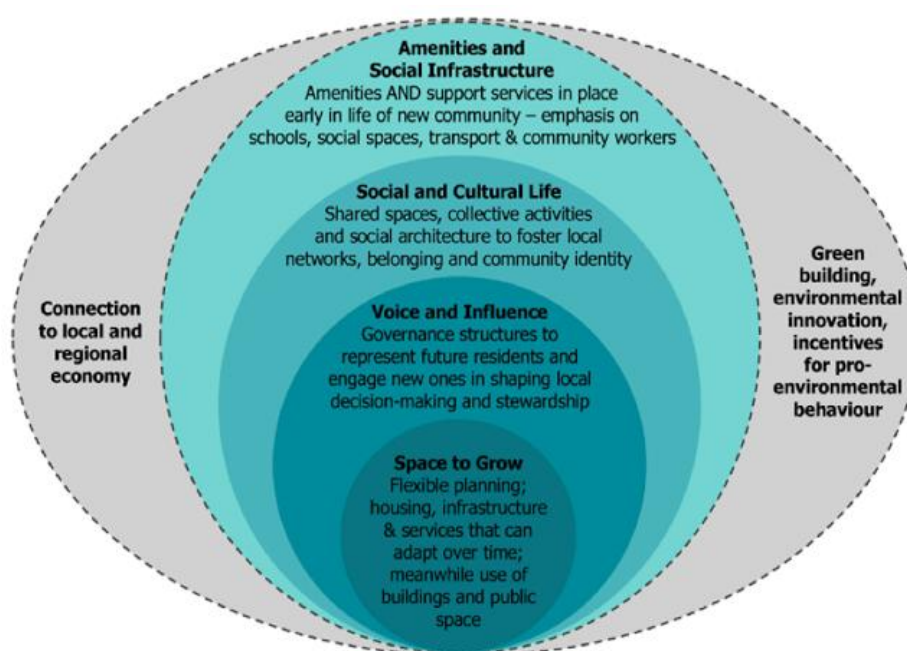 Amenities and
Social Infrastructure
Amenities AND support services in place
early in life of new community – emphasis on
schools, social spaces, transport & community workers
Social and Cultural Life
Shared spaces, collective activities
and social architecture to foster local
networks, belonging and community identity
Voice and Influence
Governance structures to
represent future residents and
engage new ones in shaping local
decision-making and stewardship
Space to Grow
Flexible planning;
housing, infrastructure
& services that can
adapt over time;
meanwhile use of
buildings and public
space
Connection
to local and
regional
economy
Green
building,
environmental
innovation,
incentives
for pro-
environmental
behaviour